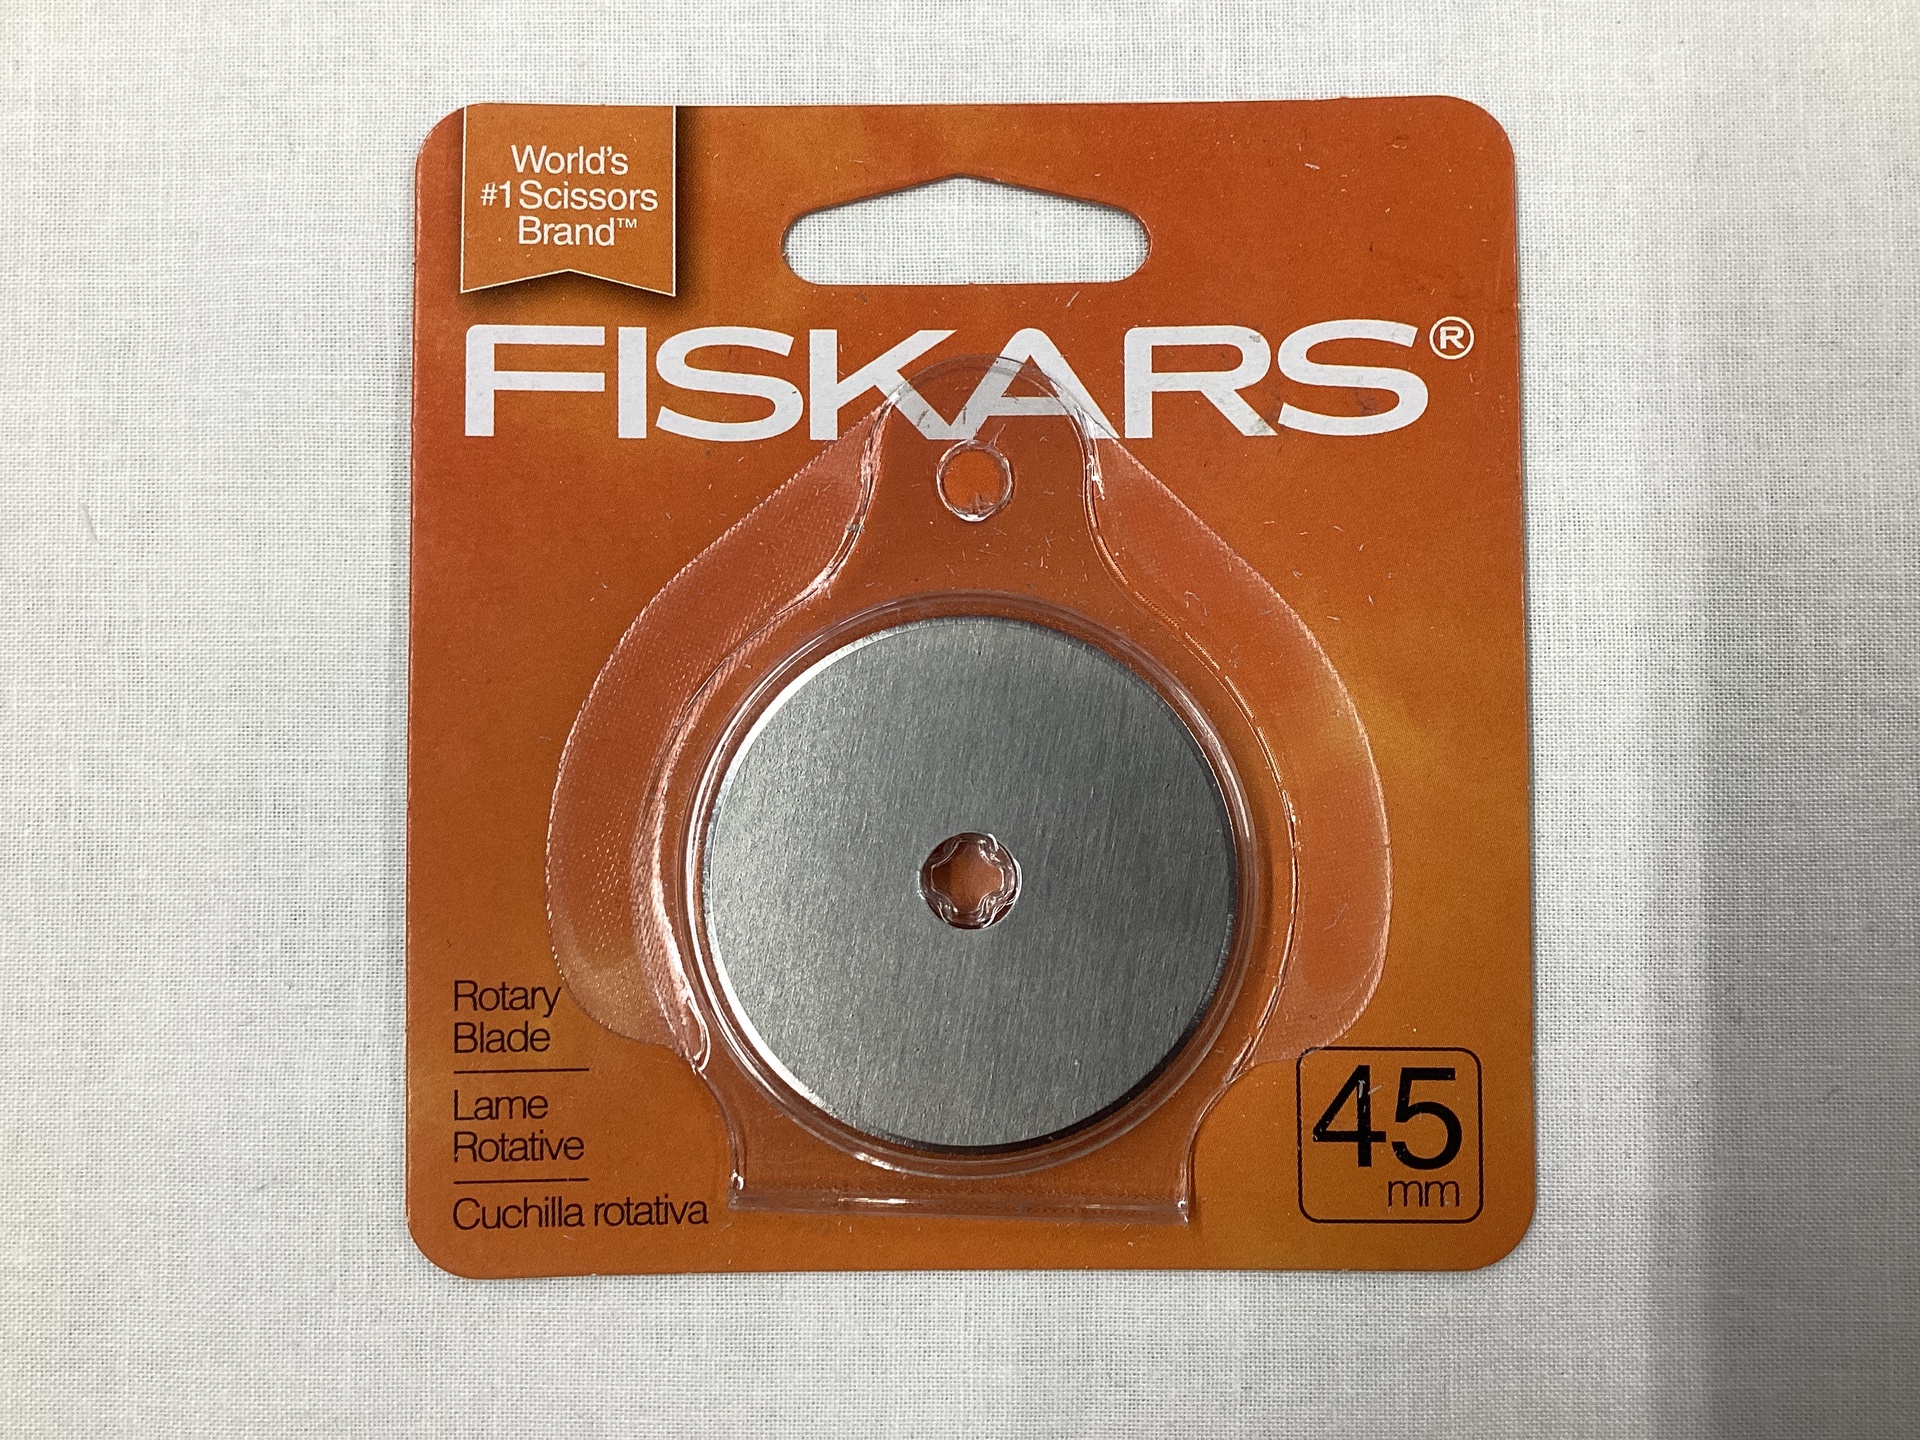 World's
#1 Scissors
Brand™
FISKARS®
Rotary
Blade
Lame
Rotative
Cuchilla rotativa
45
mm